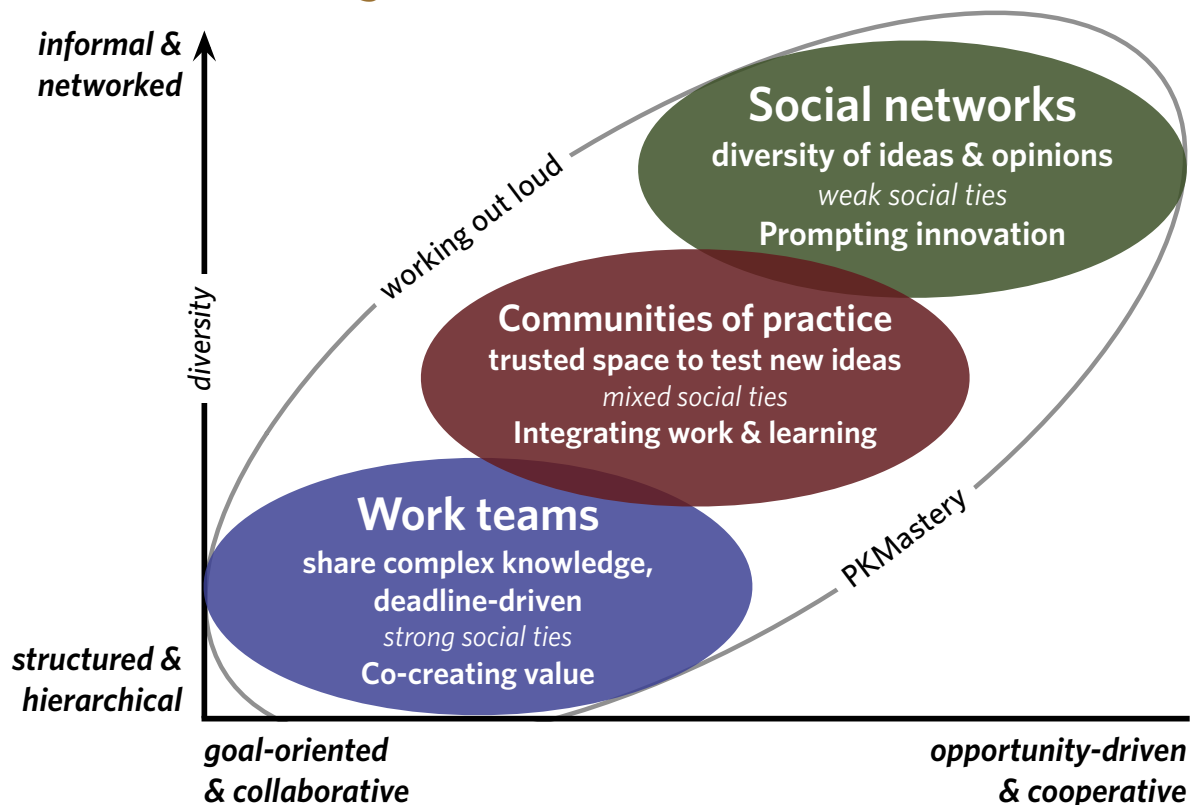 informal &
networked
diversity
structured &
hierarchical
working out loud
Social networks
diversity of ideas & opinions
weak social ties
Prompting innovation
Communities of practice
trusted space to test new ideas
mixed social ties
Integrating work & learning
Work teams
share complex knowledge,
deadline-driven
strong social ties
Co-creating value
PKMastery
goal-oriented
& collaborative
opportunity-driven
& cooperative